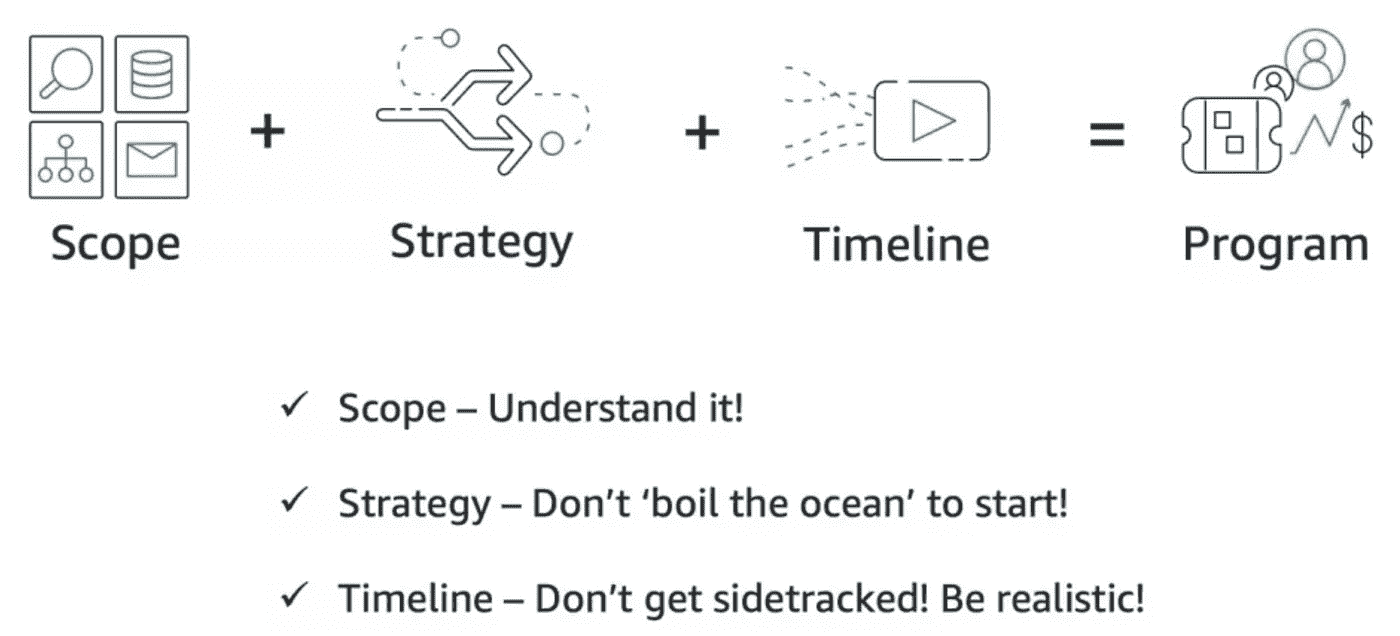 + + = $
Scope Strategy Timeline Program
✓ Scope – Understand it!
✓ Strategy – Don’t ‘boil the ocean’ to start!
✓ Timeline – Don’t get sidetracked! Be realistic!